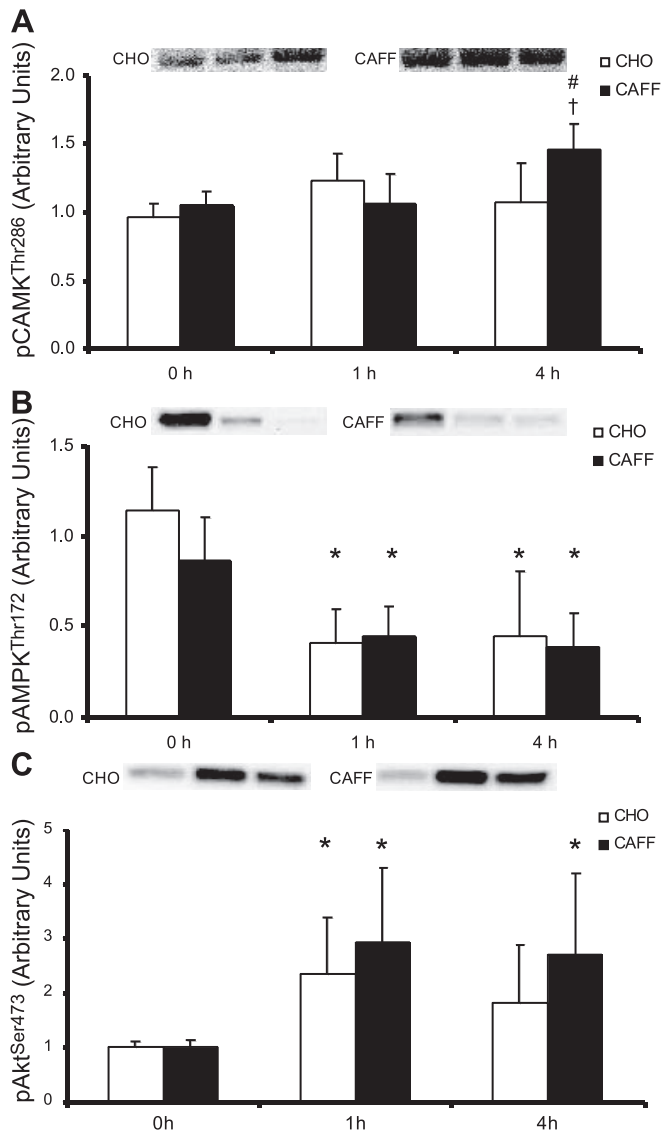 A
CHO CAFF
CHO
CAFF
#
†
2.0
1.5
1.0
0.5
0.0
pCAMKThr286 (Arbitrary Units)
0 h 1 h 4 h
B
CHO CAFF
CHO
CAFF
1.5
1.0
0.5
0.0
* * * *
pAMPKThr172 (Arbitrary Units)
0 h 1 h 4 h
C
CHO CAFF
CHO
CAFF
5
4
3
2
1
0
* * *
pAktSer473 (Arbitrary Units)
0h 1h 4h